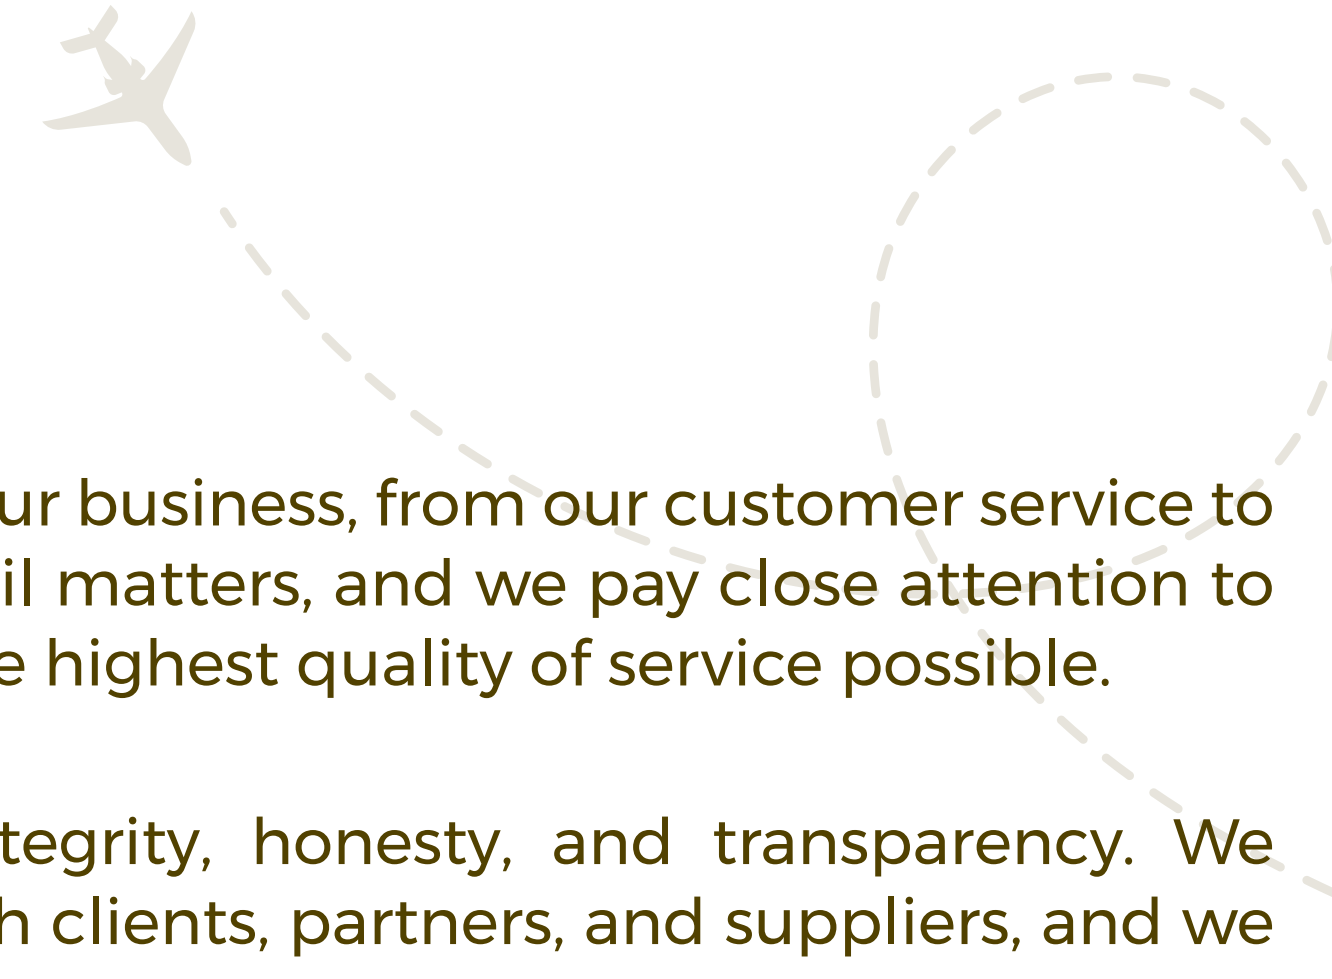 ur business, from our customer service to
il matters, and we pay close attention to
e highest quality of service possible.
tegrity, honesty, and transparency. We
h clients, partners, and suppliers, and we